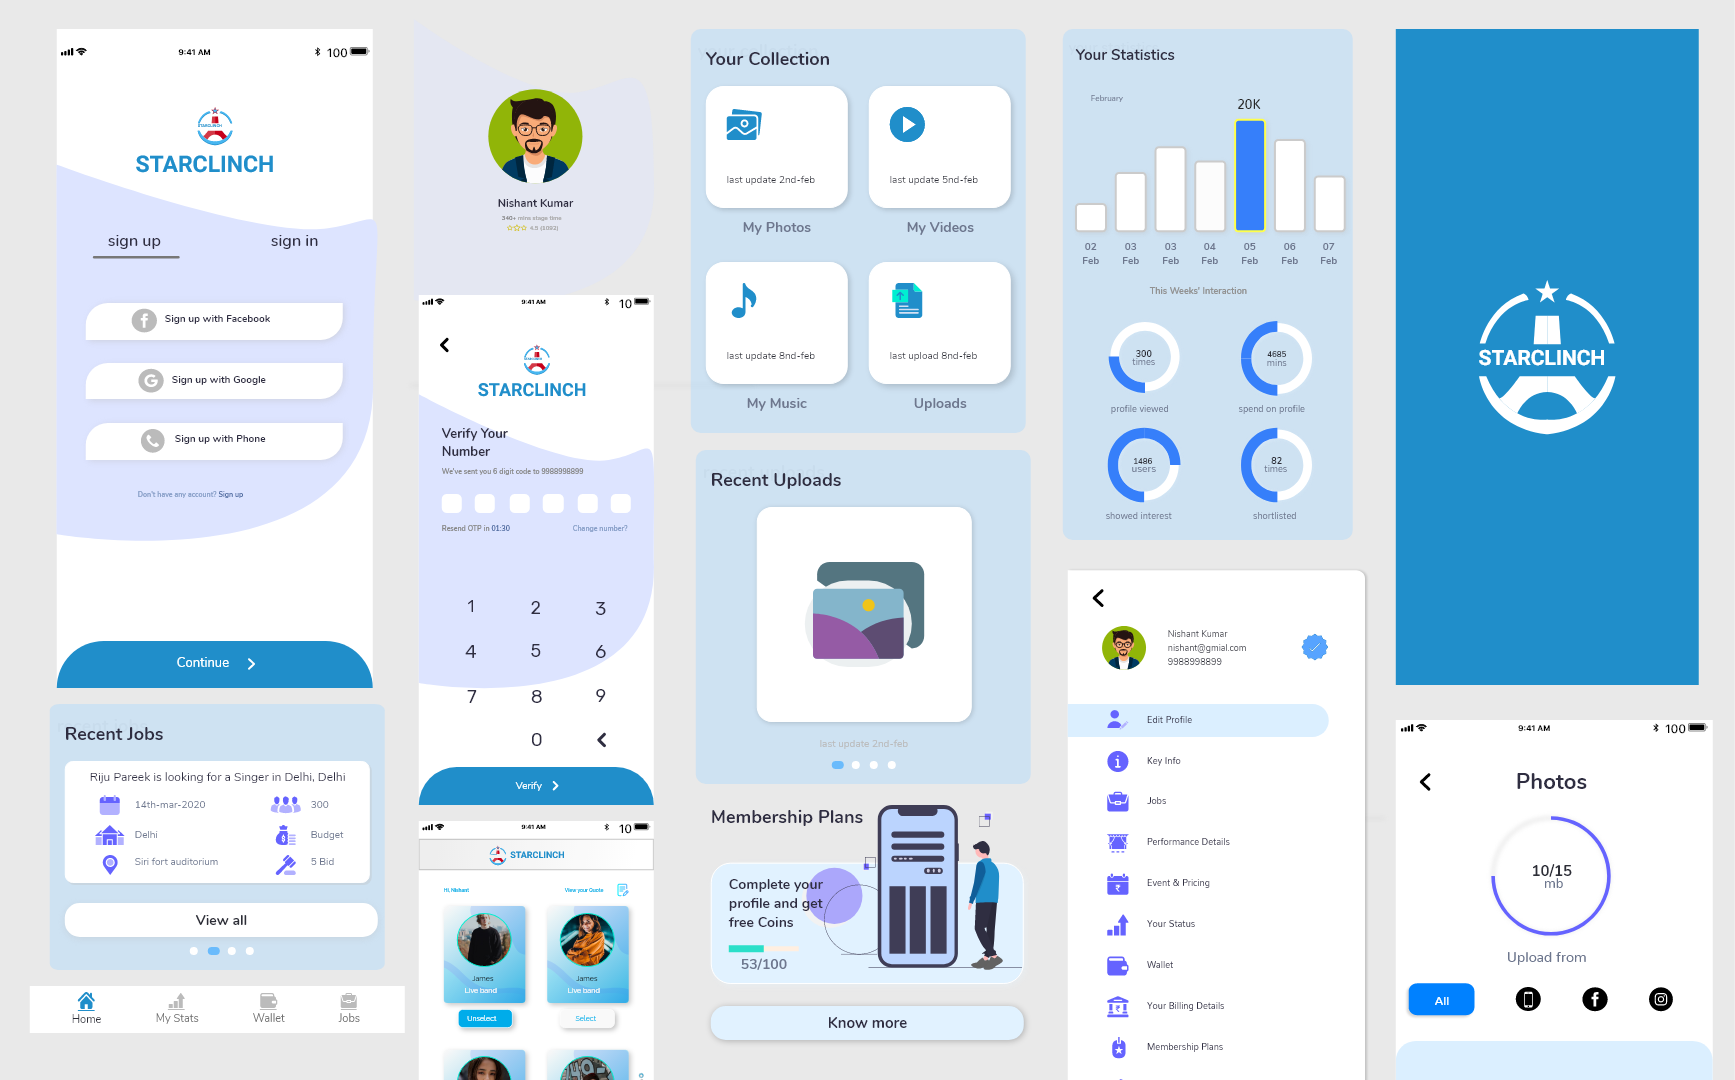 9:41 AM
100
STARCLINCH
STARCLINCH
sign up
sign in
Sign up with Facebook
Sign up with Google
Sign up with Phone
Don't have any account? Sign up
Continue
Recent Jobs
Riju Pareek is looking for a Singer in Delhi, Delhi
14th-mar-2020
300
Delhi
Budget
Siri fort auditorium
5 Bid
View all
Home
My Stats
Wallet
Jobs
Nishant Kumar
340+ mins stage time
4.5 (1092)
9:41 AM
10
STARCLINCH
STARCLINCH
Verify Your
Number
We've sent you 6 digit code to 9988998899
Resend OTP in 01:30
Change number?
1
2
3
4
5
6
7
8
9
0
Verify
9:41 AM
10
STARCLINCH
Hi, Nishant
View your Quote
James
Live band
Unselect
James
Live band
Select
Your Collection
last update 2nd-feb
My Photos
last update 5nd-feb
My Videos
last update 8nd-feb
My Music
last upload 8nd-feb
Uploads
Recent Uploads
last update 2nd-feb
Membership Plans
Complete your
profile and get
free Coins
53/100
Know more
Your Statistics
February
20K
02
Feb
03
Feb
03
Feb
04
Feb
05
Feb
06
Feb
07
Feb
This Weeks' Interaction
300
times
profile viewed
4685
mins
spend on profile
1486
users
showed interest
82
times
shortlisted
Nishant Kumar
nishant@gmial.com
9988998899
Edit Profile
Key Info
Jobs
Performance Details
Event & Pricing
Your Status
Wallet
Your Billing Details
Membership Plans
STARCLINCH
9:41 AM
100
Photos
10/15
mb
Upload from
All